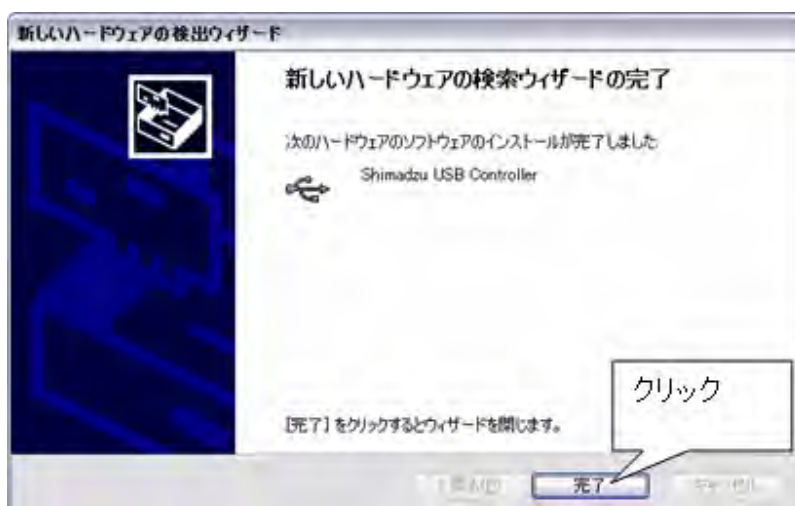 新しいハードウェアの検出ウィザード
新しいハードウェアの検索ウィザードの完了
次のハードウェアのソフトウェアのインストールが完了しました
Shimadzu USB Controller
クリック
[完了] をクリックするとウィザードを閉じます。
完了